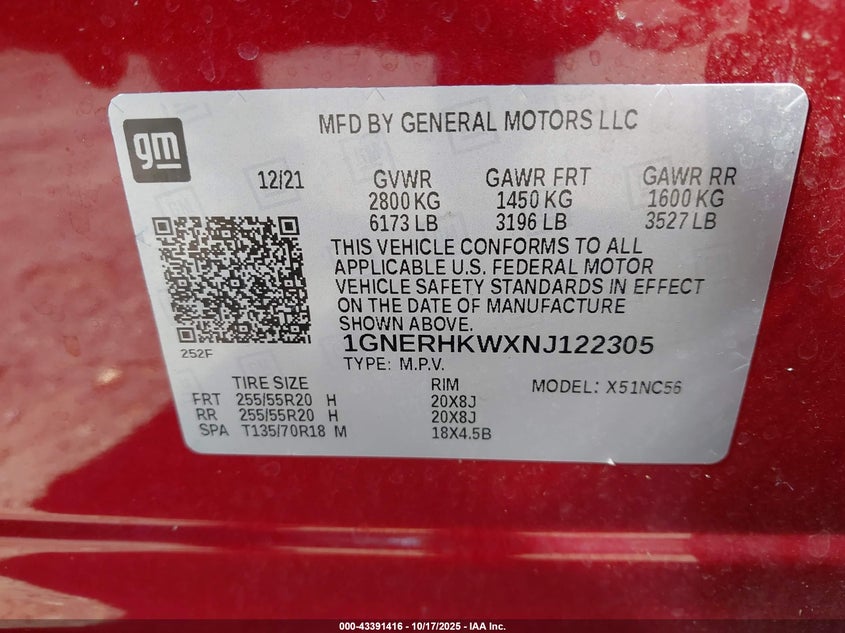 gm
MFD BY GENERAL MOTORS LLC
12/21 GVWR GAWR FRT GAWR RR
2800 KG 1450 KG 1600 KG
6173 LB 3196 LB 3527 LB
THIS VEHICLE CONFORMS TO ALL
APPLICABLE U.S. FEDERAL MOTOR
VEHICLE SAFETY STANDARDS IN EFFECT
ON THE DATE OF MANUFACTURE
SHOWN ABOVE.
252F
1GNERHKWXNJ122305
TYPE: M.P.V.
TIRE SIZE RIM MODEL: X51NC56
FRT 255/55R20 H 20X8J
RR 255/55R20 H 20X8J
SPA T135/70R18 M 18X4.5B
000-43391416 - 10/17/2025 - IAA Inc.